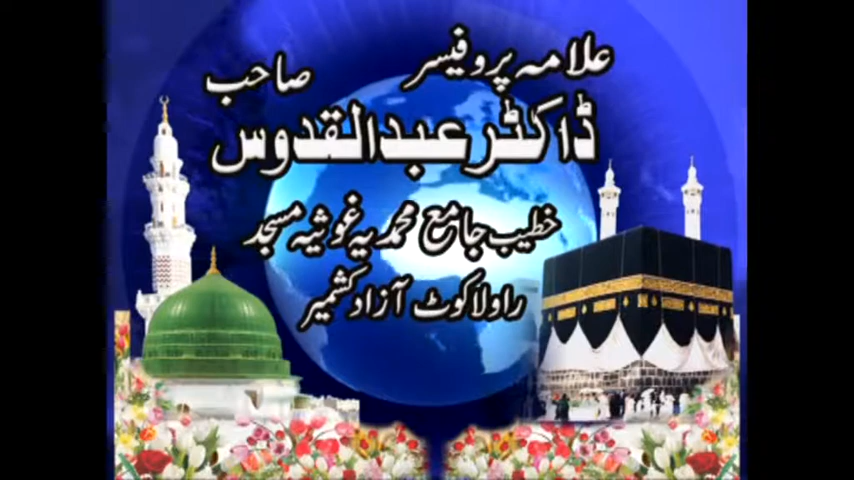 علامہ پروفیسر صاحب
ڈاکٹر عبدالقدوس
خطیب جامع محمدیہ غوثیہ مسجد
راولاکوٹ آزاد کشمیر